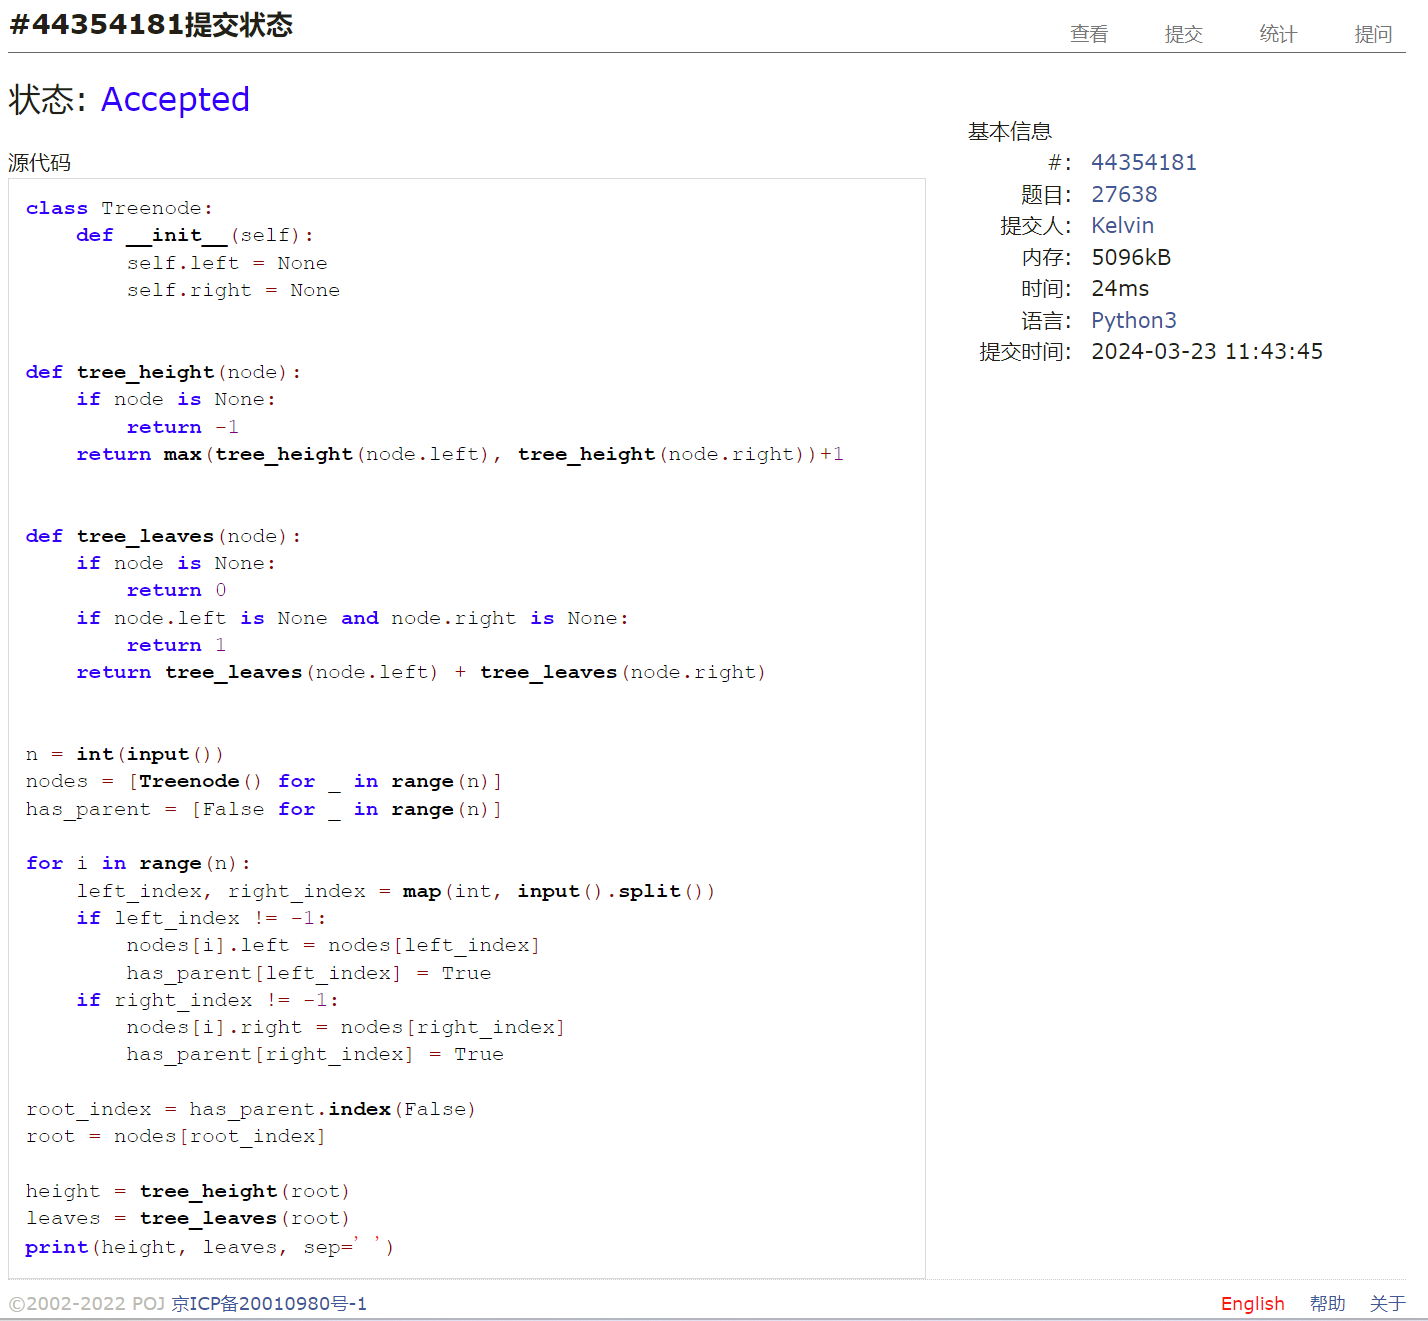 #44354181提交状态
查看 提交 统计 提问
状态: Accepted
源代码
class Treenode:
    def __init__(self):
        self.left = None
        self.right = None
def tree_height(node):
    if node is None:
        return -1
    return max(tree_height(node.left), tree_height(node.right))+1
def tree_leaves(node):
    if node is None:
        return 0
    if node.left is None and node.right is None:
        return 1
    return tree_leaves(node.left) + tree_leaves(node.right)
n = int(input())
nodes = [Treenode() for _ in range(n)]
has_parent = [False for _ in range(n)]
for i in range(n):
    left_index, right_index = map(int, input().split())
    if left_index != -1:
        nodes[i].left = nodes[left_index]
        has_parent[left_index] = True
    if right_index != -1:
        nodes[i].right = nodes[right_index]
        has_parent[right_index] = True
root_index = has_parent.index(False)
root = nodes[root_index]
height = tree_height(root)
leaves = tree_leaves(root)
print(height, leaves, sep=' ')
基本信息
#: 44354181
题目: 27638
提交人: Kelvin
内存: 5096kB
时间: 24ms
语言: Python3
提交时间: 2024-03-23 11:43:45
©2002-2022 POJ 京ICP备20010980号-1
English 帮助 关于